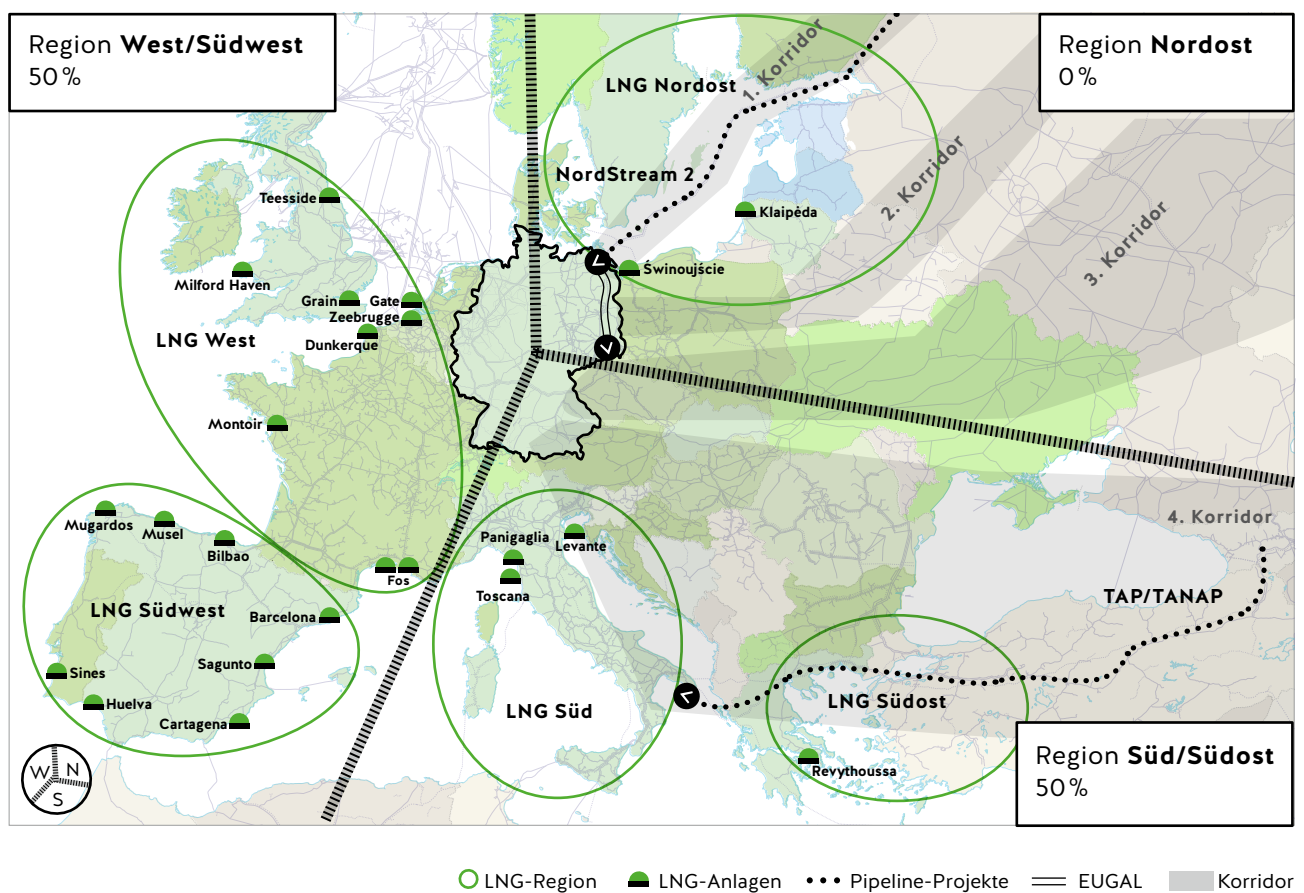 Region West/Südwest
50 %
Region Nordost
0 %
LNG Nordost
1. Korridor
NordStream 2
2. Korridor
3. Korridor
Teesside
Klaipėda
Milford Haven
Świnoujście
Grain
Gate
Zeebrugge
LNG West
Dunkerque
Montoir
4. Korridor
Mugardos
Musel
Bilbao
Panigaglia
Levante
Fos
Toscana
TAP/TANAP
LNG Südwest
Barcelona
Sagunto
Sines
Huelva
Cartagena
LNG Süd
LNG Südost
Revythoussa
Region Süd/Südost
50 %
W N
S
LNG-Region
LNG-Anlagen
Pipeline-Projekte
EUGAL
Korridor